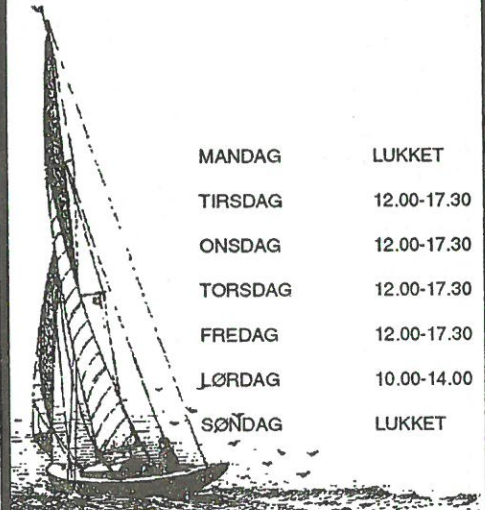 MANDAG LUKKET
TIRSDAG 12.00-17.30
ONSDAG 12.00-17.30
TORSDAG 12.00-17.30
FREDAG 12.00-17.30
LØRDAG 10.00-14.00
SØNDAG LUKKET